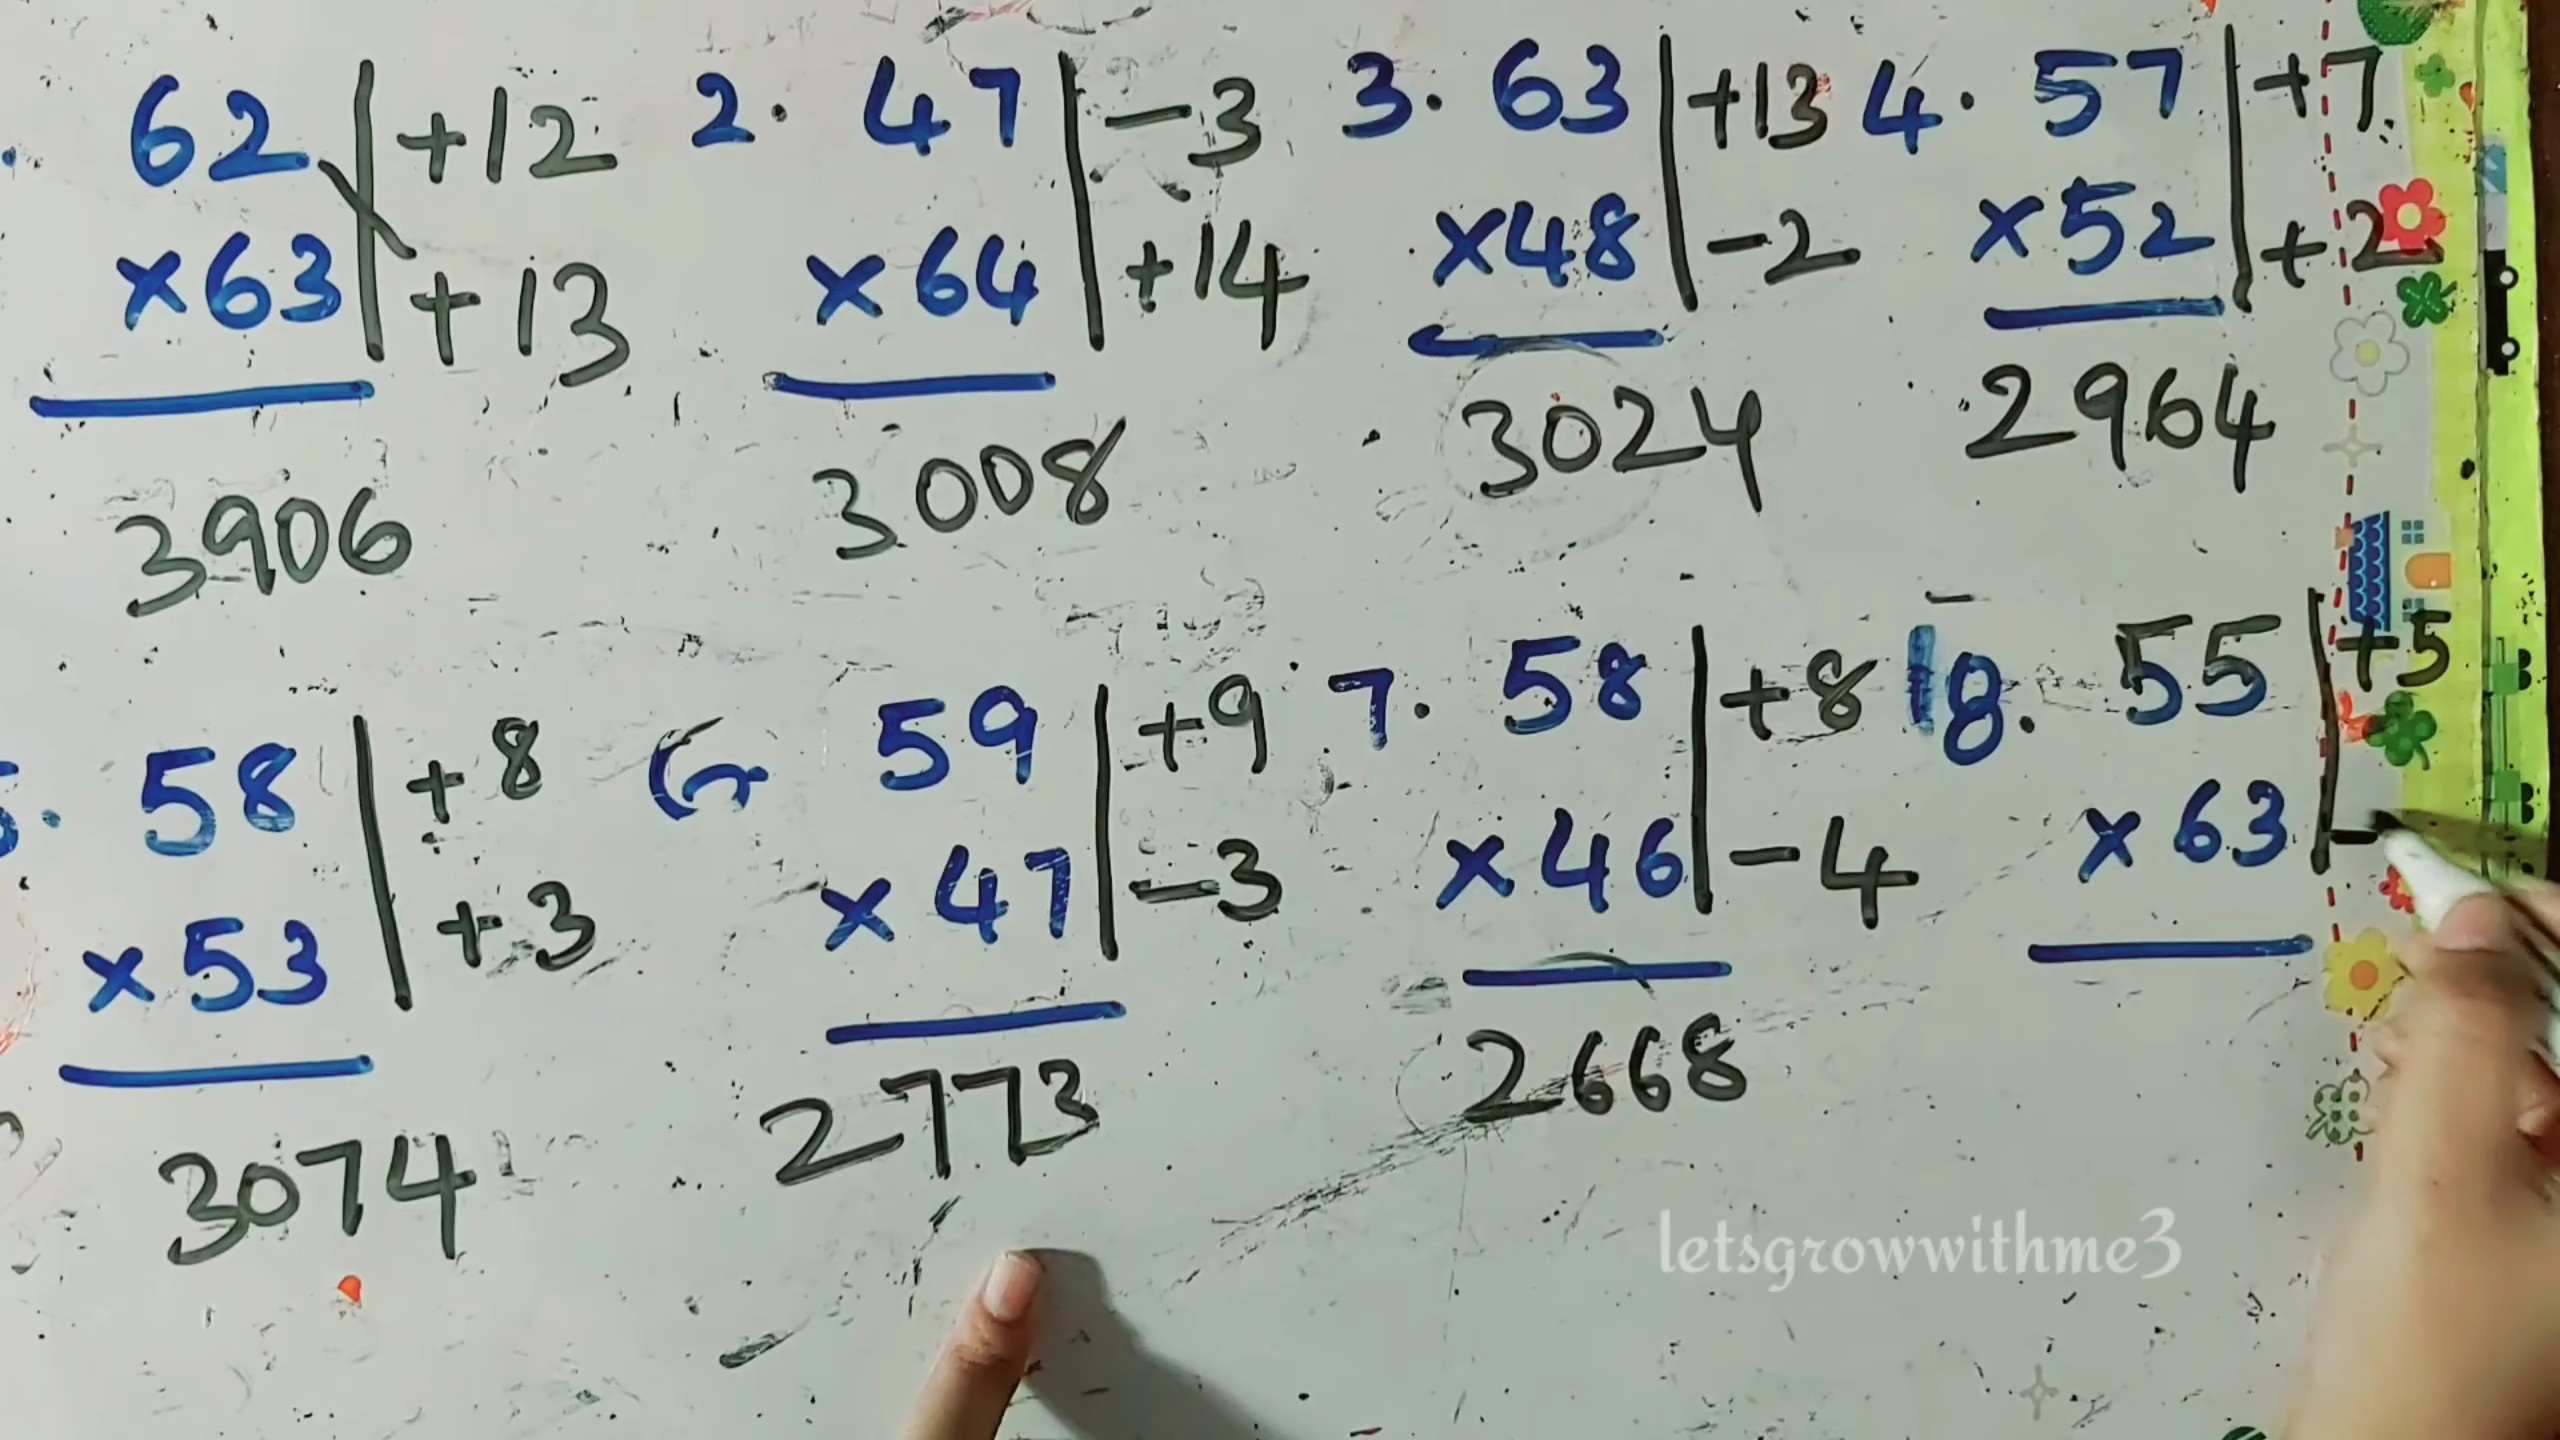 62 +12
×63 +13
3906
2. 47 -3
×64 +14
3008
3. 63 +13
×48 -2
3024
4. 57 +7
×52 +2
2964
5. 58 +8
×53 +3
3074
6 59 +9
×47 -3
2773
7. 58 +8
×46 -4
2668
8. 55 +5
×63 -
letsgrowwithme3